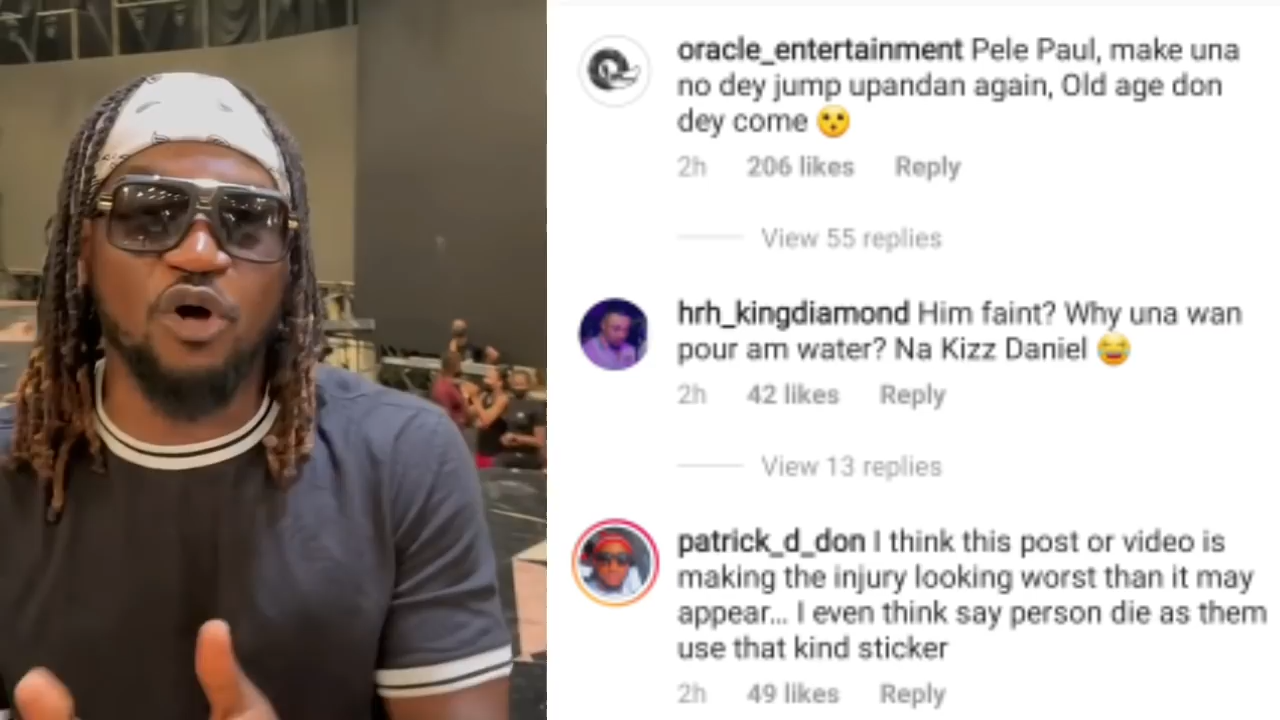 oracle_entertainment Pele Paul, make una
no dey jump upandan again, Old age don
dey come 😯
2h 206 likes Reply
View 55 replies
hrh_kingdiamond Him faint? Why una wan
pour am water? Na Kizz Daniel 😂
2h 42 likes Reply
View 13 replies
patrick_d_don I think this post or video is
making the injury looking worst than it may
appear... I even think say person die as them
use that kind sticker
2h 49 likes Reply